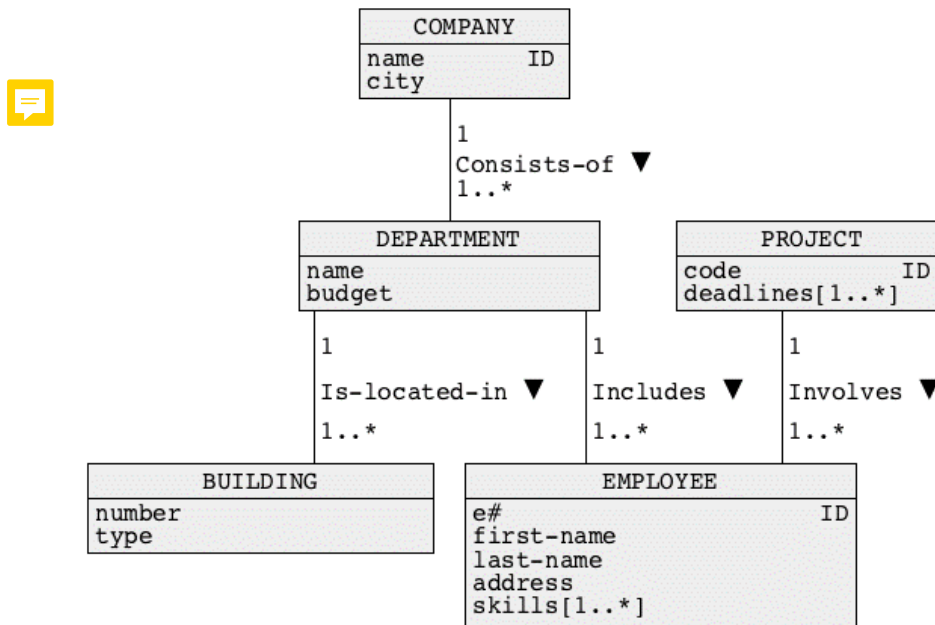 COMPANY
name ID
city
1
Consists-of ▼
1..*
DEPARTMENT
name
budget
PROJECT
code ID
deadlines[1..*]
1
Is-located-in ▼
1..*
1
Includes ▼
1..*
1
Involves ▼
1..*
BUILDING
number
type
EMPLOYEE
e# ID
first-name
last-name
address
skills[1..*]